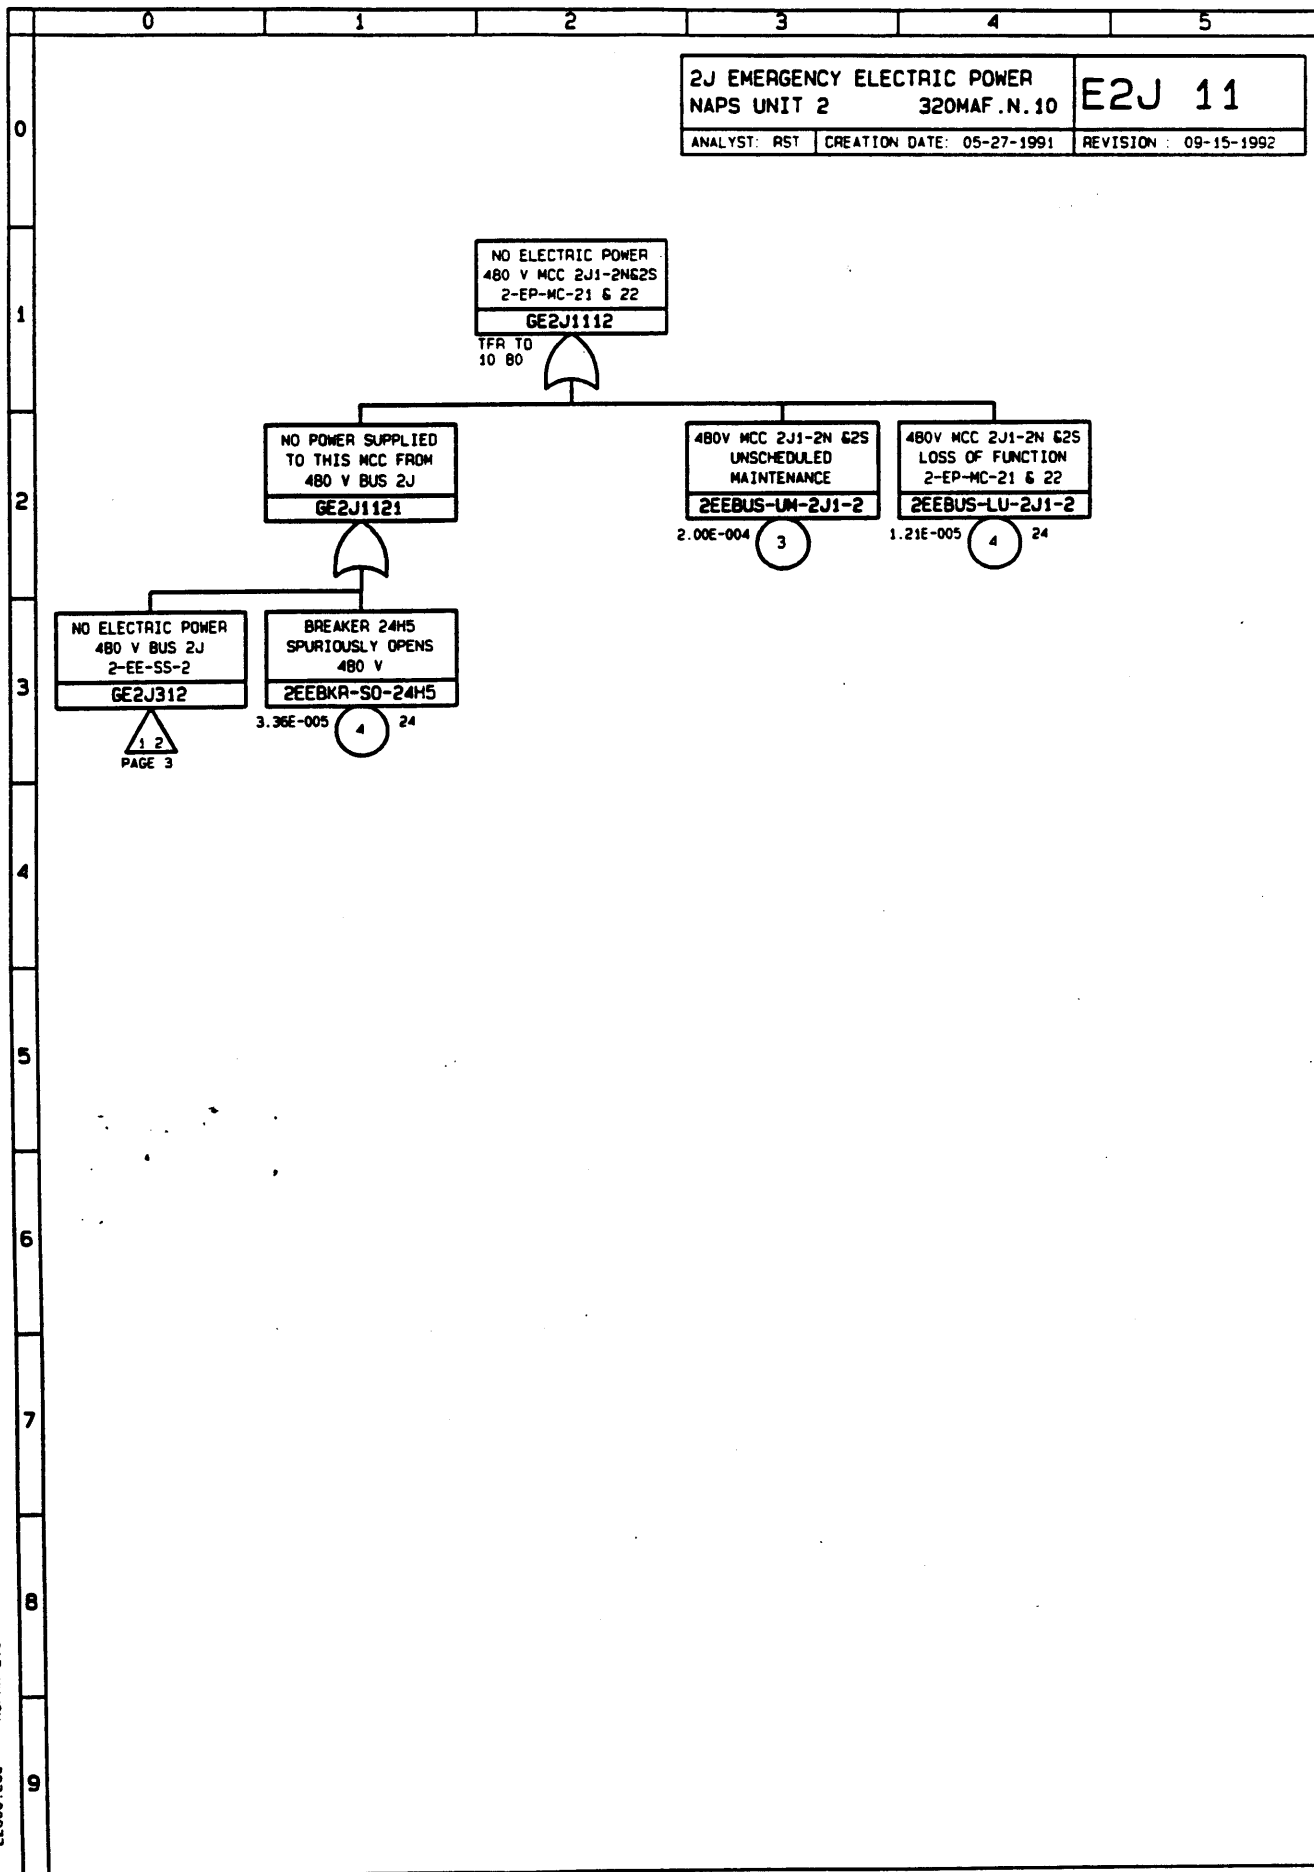 0 1 2 3 4 5
2J EMERGENCY ELECTRIC POWER
NAPS UNIT 2 320MAF.N.10
E2J 11
ANALYST: RST CREATION DATE: 05-27-1991 REVISION : 09-15-1992
0
NO ELECTRIC POWER
480 V MCC 2J1-2N&2S
2-EP-MC-21 & 22
GE2J1112
1
TFR TO
10 B0
NO POWER SUPPLIED
TO THIS MCC FROM
480 V BUS 2J
GE2J1121
480V MCC 2J1-2N &2S
UNSCHEDULED
MAINTENANCE
2EEBUS-UM-2J1-2
2.00E-004 3
480V MCC 2J1-2N &2S
LOSS OF FUNCTION
2-EP-MC-21 & 22
2EEBUS-LU-2J1-2
1.21E-005 4 24
2
NO ELECTRIC POWER
480 V BUS 2J
2-EE-SS-2
GE2J312
1 2
PAGE 3
BREAKER 24H5
SPURIOUSLY OPENS
480 V
2EEBKR-SO-24H5
3.36E-005 4 24
3
4
5
6
7
8
9